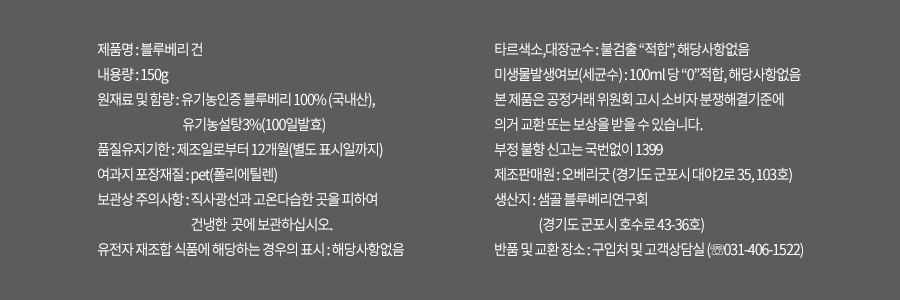 제품명 : 블루베리 건
내용량 : 150g
원재료 및 함량 : 유기농인증 블루베리 100% (국내산),
유기농설탕3%(100일발효)
품질유지기한 : 제조일로부터 12개월(별도 표시일까지)
여과지 포장재질 : pet(폴리에틸렌)
보관상 주의사항 : 직사광선과 고온다습한 곳을 피하여
건냉한 곳에 보관하십시오.
유전자 재조합 식품에 해당하는 경우의 표시 : 해당사항없음
타르색소,대장균수 : 불검출 “적합”, 해당사항없음
미생물발생여보(세균수) : 100ml 당 “0”적합, 해당사항없음
본 제품은 공정거래 위원회 고시 소비자 분쟁해결기준에
의거 교환 또는 보상을 받을 수 있습니다.
부정 불향 신고는 국번없이 1399
제조판매원 : 오베리굿 (경기도 군포시 대야2로 35, 103호)
생산지 : 샘골 블루베리연구회
(경기도 군포시 호수로 43-36호)
반품 및 교환 장소 : 구입처 및 고객상담실 (☏031-406-1522)